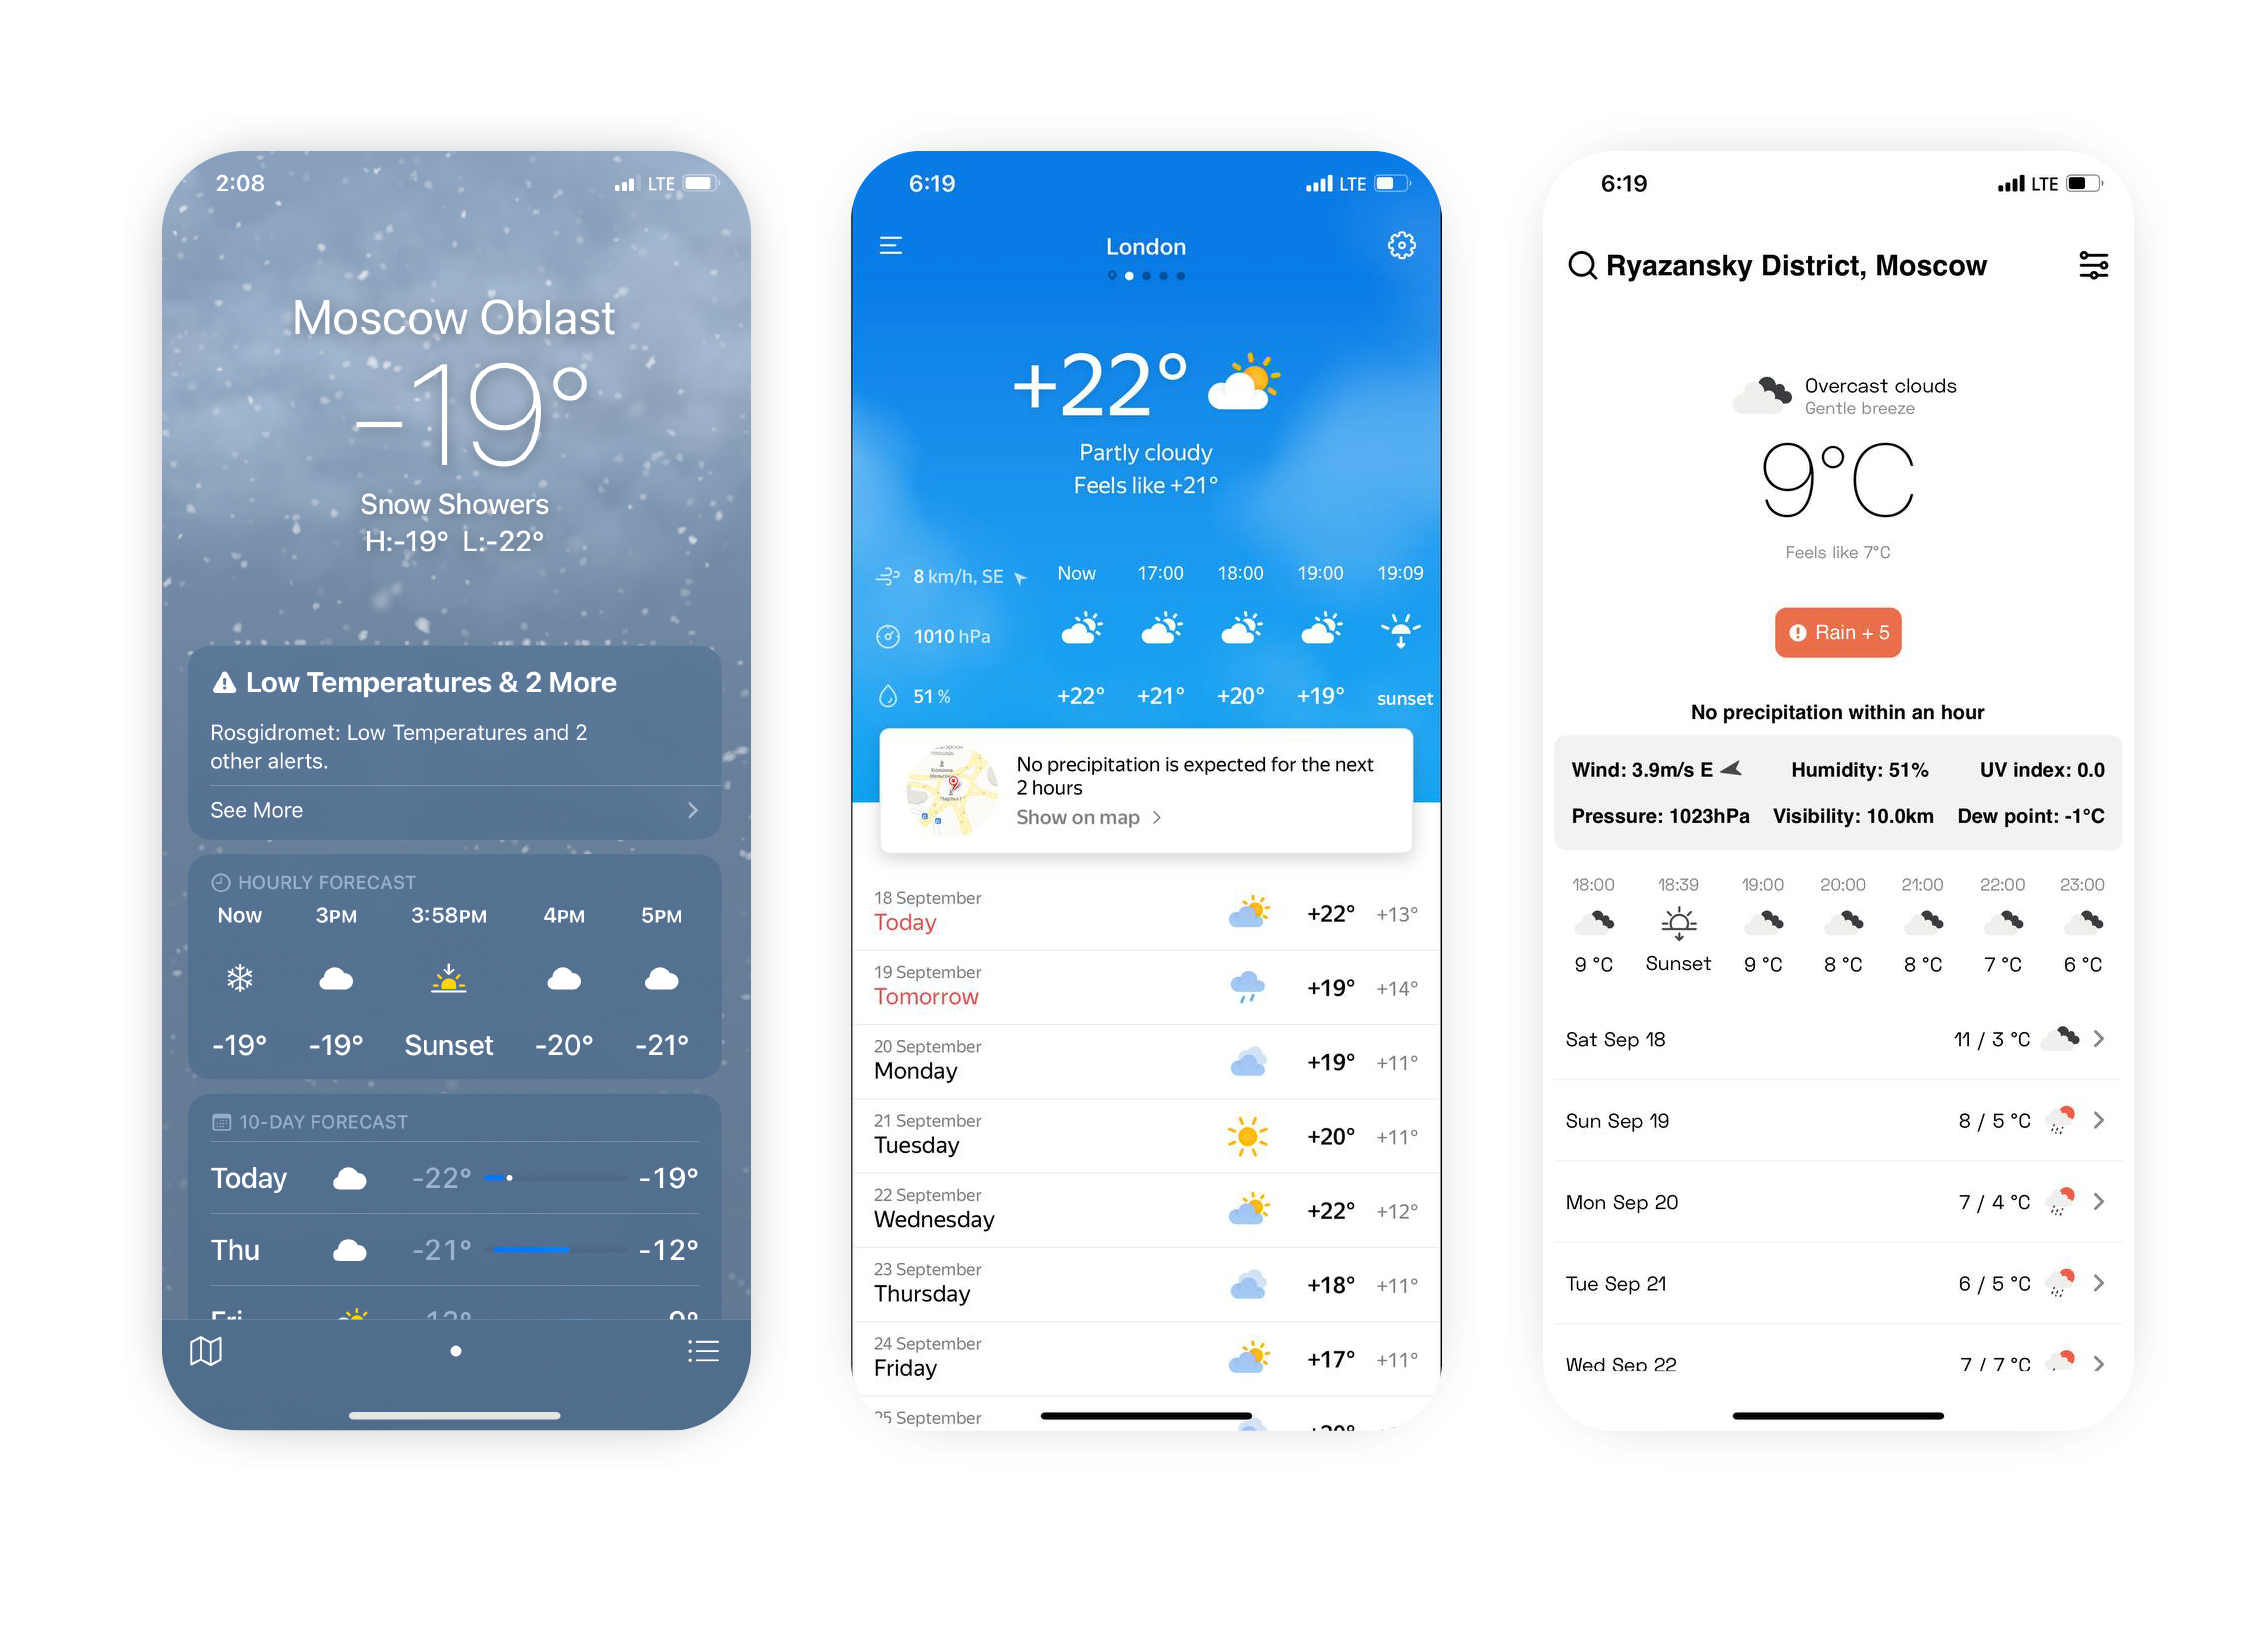 2:08
LTE
Moscow Oblast
-19°
Snow Showers
H:-19° L:-22°
Low Temperatures & 2 More
Rosgidromet: Low Temperatures and 2
other alerts.
See More
HOURLY FORECAST
Now 3PM 3:58PM 4PM 5PM
-19° -19° Sunset -20° -21°
10-DAY FORECAST
Today -22° -19°
Thu -21° -12°
6:19
LTE
London
+22°
Partly cloudy
Feels like +21°
8 km/h, SE
1010 hPa
51 %
Now 17:00 18:00 19:00 19:09
+22° +21° +20° +19° sunset
No precipitation is expected for the next
2 hours
Show on map
18 September
Today +22° +13°
19 September
Tomorrow +19° +14°
20 September
Monday +19° +11°
21 September
Tuesday +20° +11°
22 September
Wednesday +22° +12°
23 September
Thursday +18° +11°
24 September
Friday +17° +11°
25 September
6:19
LTE
Ryazansky District, Moscow
Overcast clouds
Gentle breeze
9°C
Feels like 7°C
Rain + 5
No precipitation within an hour
Wind: 3.9m/s E Humidity: 51% UV index: 0.0
Pressure: 1023hPa Visibility: 10.0km Dew point: -1°C
18:00 18:39 19:00 20:00 21:00 22:00 23:00
9 °C Sunset 9 °C 8 °C 8 °C 7 °C 6 °C
Sat Sep 18 11 / 3 °C
Sun Sep 19 8 / 5 °C
Mon Sep 20 7 / 4 °C
Tue Sep 21 6 / 5 °C
Wed Sep 22 7 / 7 °C